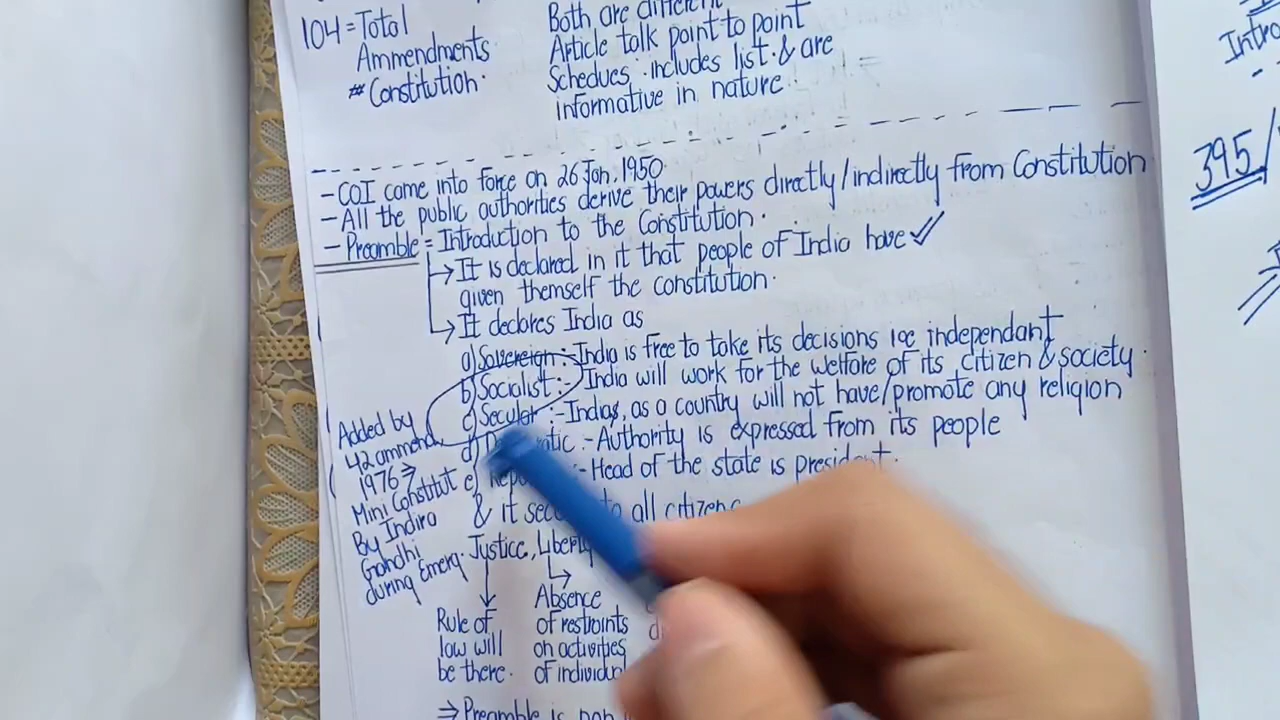 104 = Total
Ammendments
# Constitution.
Both are different
Article talk point to point
Schedues. includes list. & are
informative in nature.
- COI came into force on 26 Jan. 1950
- All the public authorities derive their powers directly/indirectly from Constitution
- Preamble = Introduction to the Constitution.
→ It is declared in it that people of India have ✓
given themself the constitution.
→ It declares India as
a) Sovereign :- India is free to take its decisions ie independant
b) Socialist :- India will work for the welfare of its citizen & society.
c) Secular :- India, as a country will not have/promote any religion
d) :- Authority is expressed from its people
e) :- Head of the state is president.
& it to all citizens
Added by
42 ammend.
1976 →
Mini Constitut
By Indira
Gandhi
during Emerg.
Justice, Liberty
Rule of
law will
be there.
Absence
of restraints
on activities
of individual
⇒ Preamble is non
Intro
395/